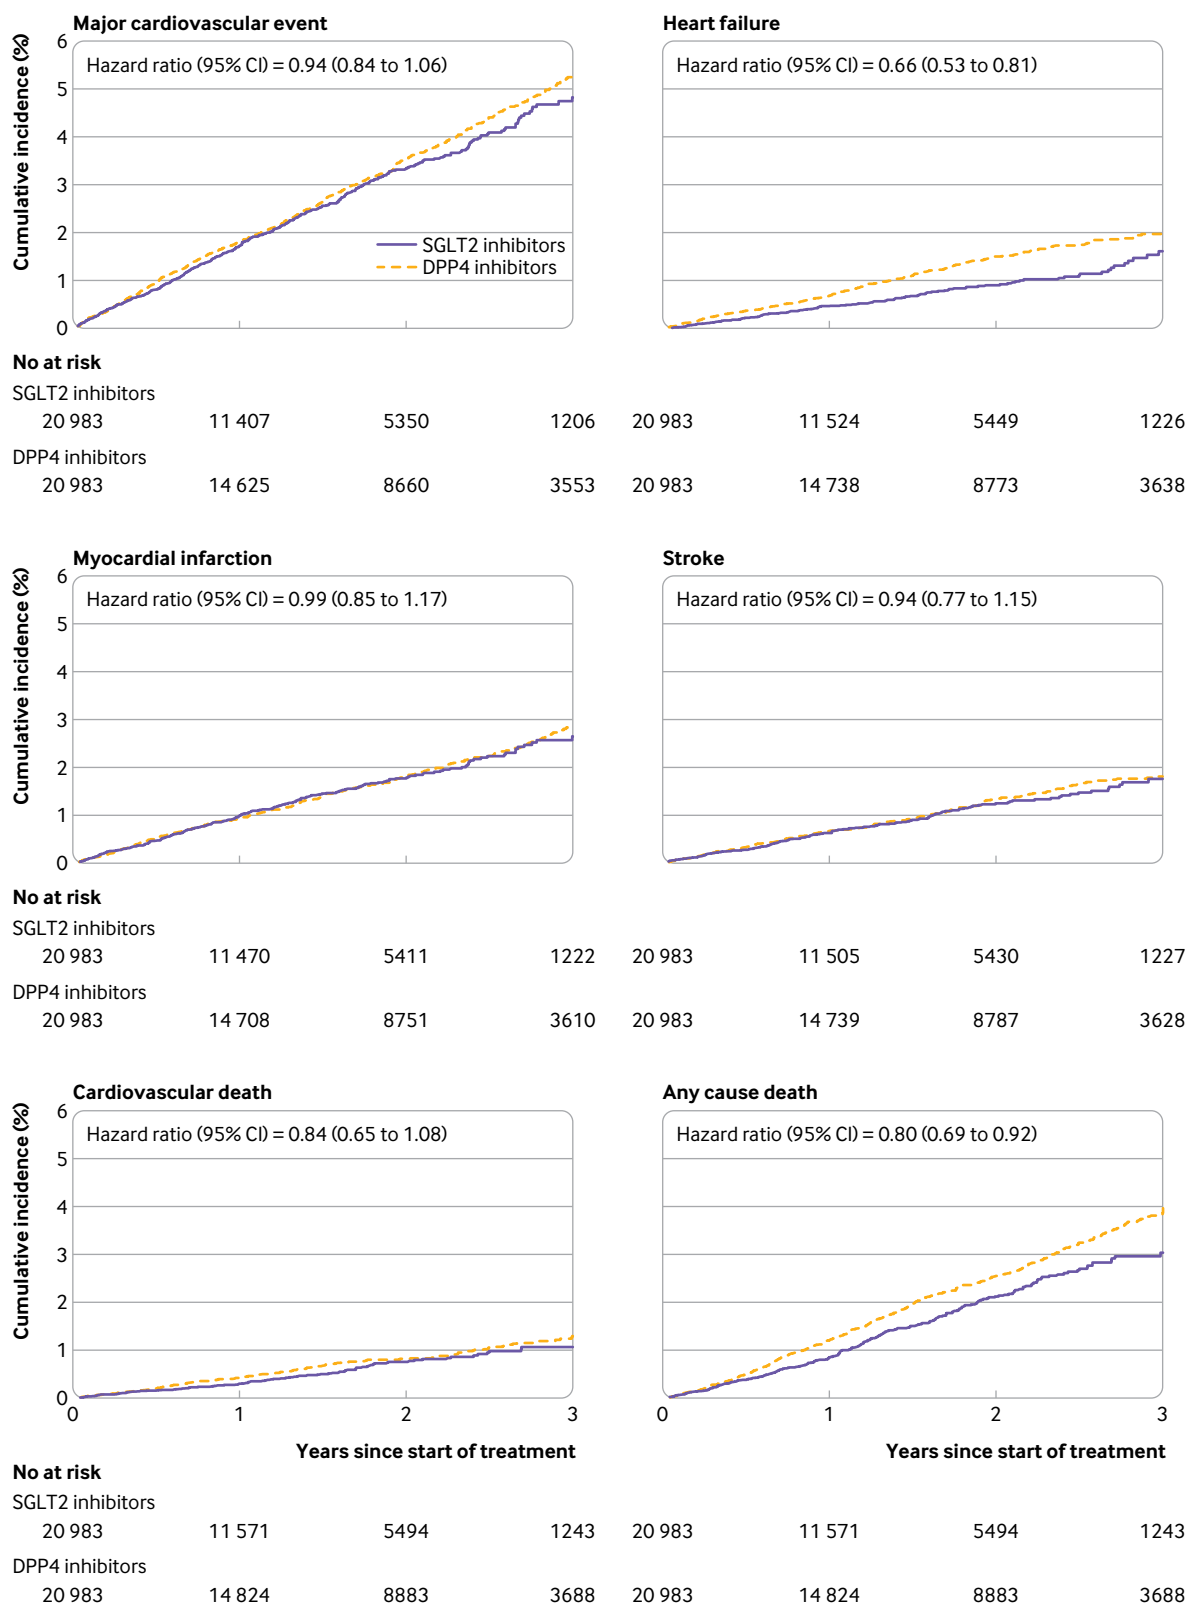 Major cardiovascular event
Cumulative incidence (%)
6
5
4
3
2
1
0
Hazard ratio (95% CI) = 0.94 (0.84 to 1.06)
SGLT2 inhibitors
DPP4 inhibitors
Heart failure
Hazard ratio (95% CI) = 0.66 (0.53 to 0.81)
No at risk
SGLT2 inhibitors
20 983 11 407 5350 1206 20 983 11 524 5449 1226
DPP4 inhibitors
20 983 14 625 8660 3553 20 983 14 738 8773 3638
Myocardial infarction
Cumulative incidence (%)
6
5
4
3
2
1
0
Hazard ratio (95% CI) = 0.99 (0.85 to 1.17)
Stroke
Hazard ratio (95% CI) = 0.94 (0.77 to 1.15)
No at risk
SGLT2 inhibitors
20 983 11 470 5411 1222 20 983 11 505 5430 1227
DPP4 inhibitors
20 983 14 708 8751 3610 20 983 14 739 8787 3628
Cardiovascular death
Cumulative incidence (%)
6
5
4
3
2
1
0
Hazard ratio (95% CI) = 0.84 (0.65 to 1.08)
0 1 2 3
Years since start of treatment
Any cause death
Hazard ratio (95% CI) = 0.80 (0.69 to 0.92)
0 1 2 3
Years since start of treatment
No at risk
SGLT2 inhibitors
20 983 11 571 5494 1243 20 983 11 571 5494 1243
DPP4 inhibitors
20 983 14 824 8883 3688 20 983 14 824 8883 3688